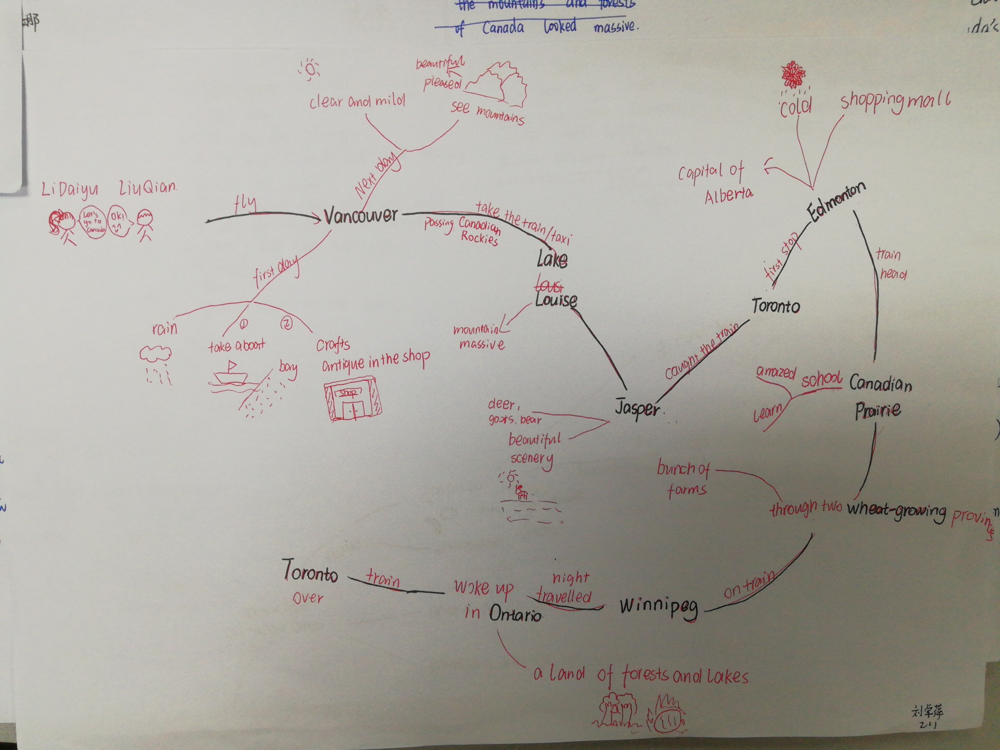 the mountains and forests
of Canada looked massive.
娜
da's
beautiful
pleased
clear and mild
see mountains
Next day
cold
shopping mall
Capital of
Alberta
Edmonton
LiDaiyu LiuQian.
Let's
go to
Canada
OK!
fly
Vancouver
take the train/taxi
passing Canadian
Rockies
Lake
Lousi
Louise
mountain
massive
first day
rain
①
take aboart
bay
②
crafts
antique in the shop
shop
first stop
Toronto
train
head
caught the train
Jasper.
deer,
goats. bear
beautiful
scenery
amazed school
learn
Canadian
Prairie
bunch of
farms
through two wheat-growing provinces
on train
Winnipeg
night
travelled
woke up
in Ontario
train
Toronto
over
a land of forests and lakes
刘卓萍
211